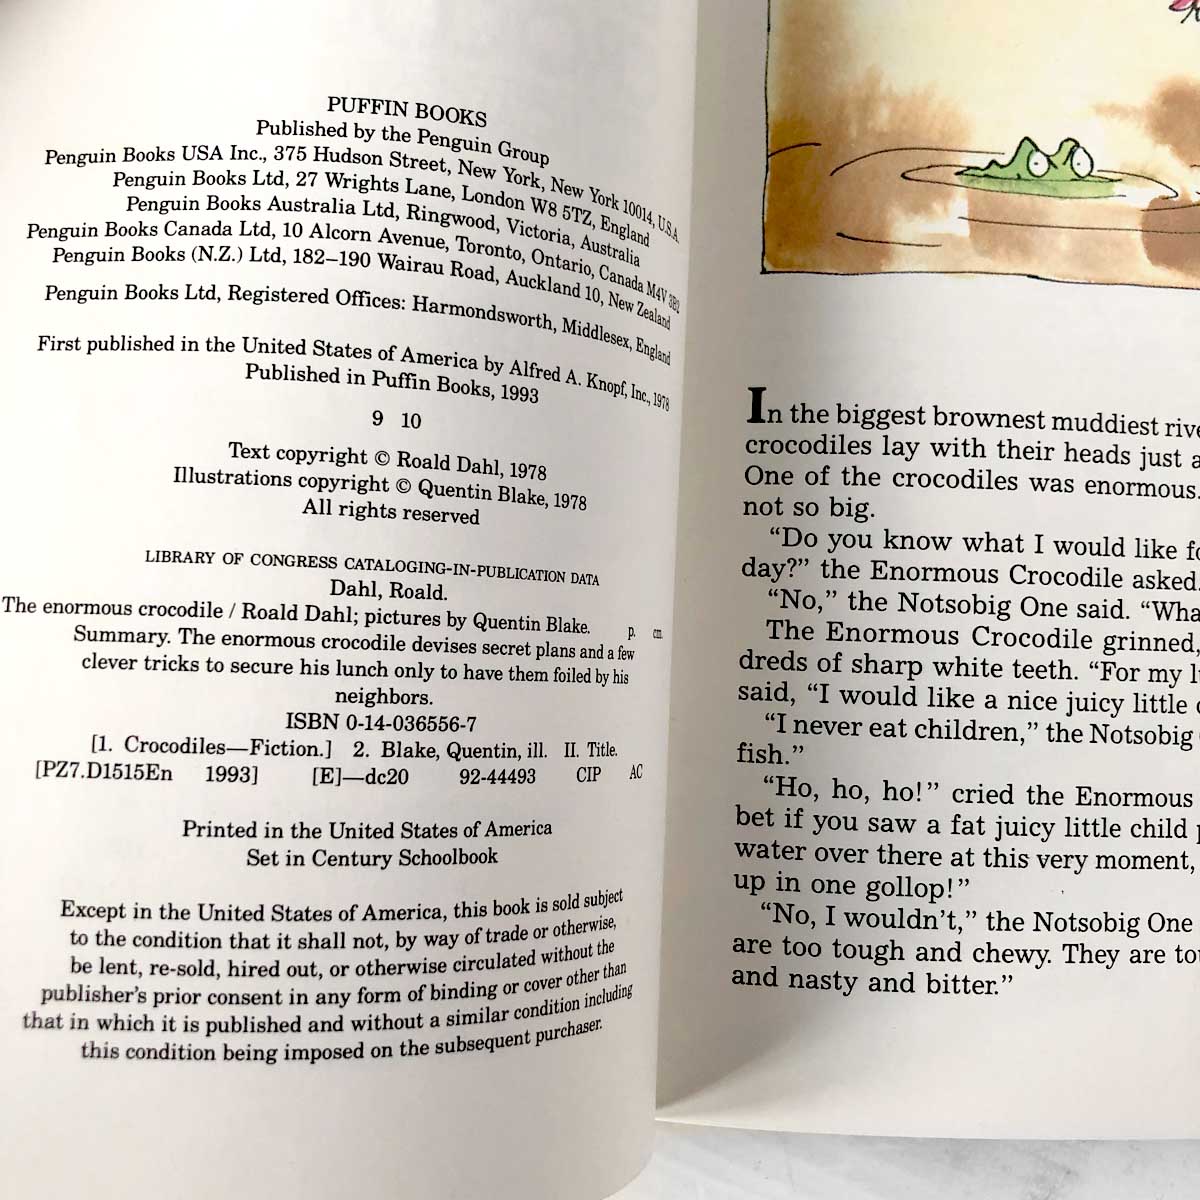 PUFFIN BOOKS
Published by the Penguin Group
Penguin Books USA Inc., 375 Hudson Street, New York, New York 10014, U.S.A.
Penguin Books Ltd, 27 Wrights Lane, London W8 5TZ, England
Penguin Books Australia Ltd, Ringwood, Victoria, Australia
Penguin Books Canada Ltd, 10 Alcorn Avenue, Toronto, Ontario, Canada M4V 3B2
Penguin Books (N.Z.) Ltd, 182–190 Wairau Road, Auckland 10, New Zealand
Penguin Books Ltd, Registered Offices: Harmondsworth, Middlesex, England
First published in the United States of America by Alfred A. Knopf, Inc., 1978
Published in Puffin Books, 1993
9 10
Text copyright © Roald Dahl, 1978
Illustrations copyright © Quentin Blake, 1978
All rights reserved
LIBRARY OF CONGRESS CATALOGING-IN-PUBLICATION DATA
Dahl, Roald.
The enormous crocodile / Roald Dahl; pictures by Quentin Blake. p. cm.
Summary. The enormous crocodile devises secret plans and a few
clever tricks to secure his lunch only to have them foiled by his
neighbors.
ISBN 0-14-036556-7
[1. Crocodiles—Fiction.] 2. Blake, Quentin, ill. II. Title.
[PZ7.D1515En 1993] [E]—dc20 92-44493 CIP AC
Printed in the United States of America
Set in Century Schoolbook
Except in the United States of America, this book is sold subject
to the condition that it shall not, by way of trade or otherwise,
be lent, re-sold, hired out, or otherwise circulated without the
publisher's prior consent in any form of binding or cover other than
that in which it is published and without a similar condition including
this condition being imposed on the subsequent purchaser.
In the biggest brownest muddiest
crocodiles lay with their heads just
One of the crocodiles was enormous.
not so big.
"Do you know what I would like
day?" the Enormous Crocodile asked.
"No," the Notsobig One said.
The Enormous Crocodile grinned,
dreds of sharp white teeth. "For my
said, "I would like a nice juicy little
"I never eat children," the Notsobig
fish."
"Ho, ho, ho!" cried the Enormous
bet if you saw a fat juicy little child
water over there at this very moment,
up in one gollop!"
"No, I wouldn't," the Notsobig One
are too tough and chewy. They are
and nasty and bitter."